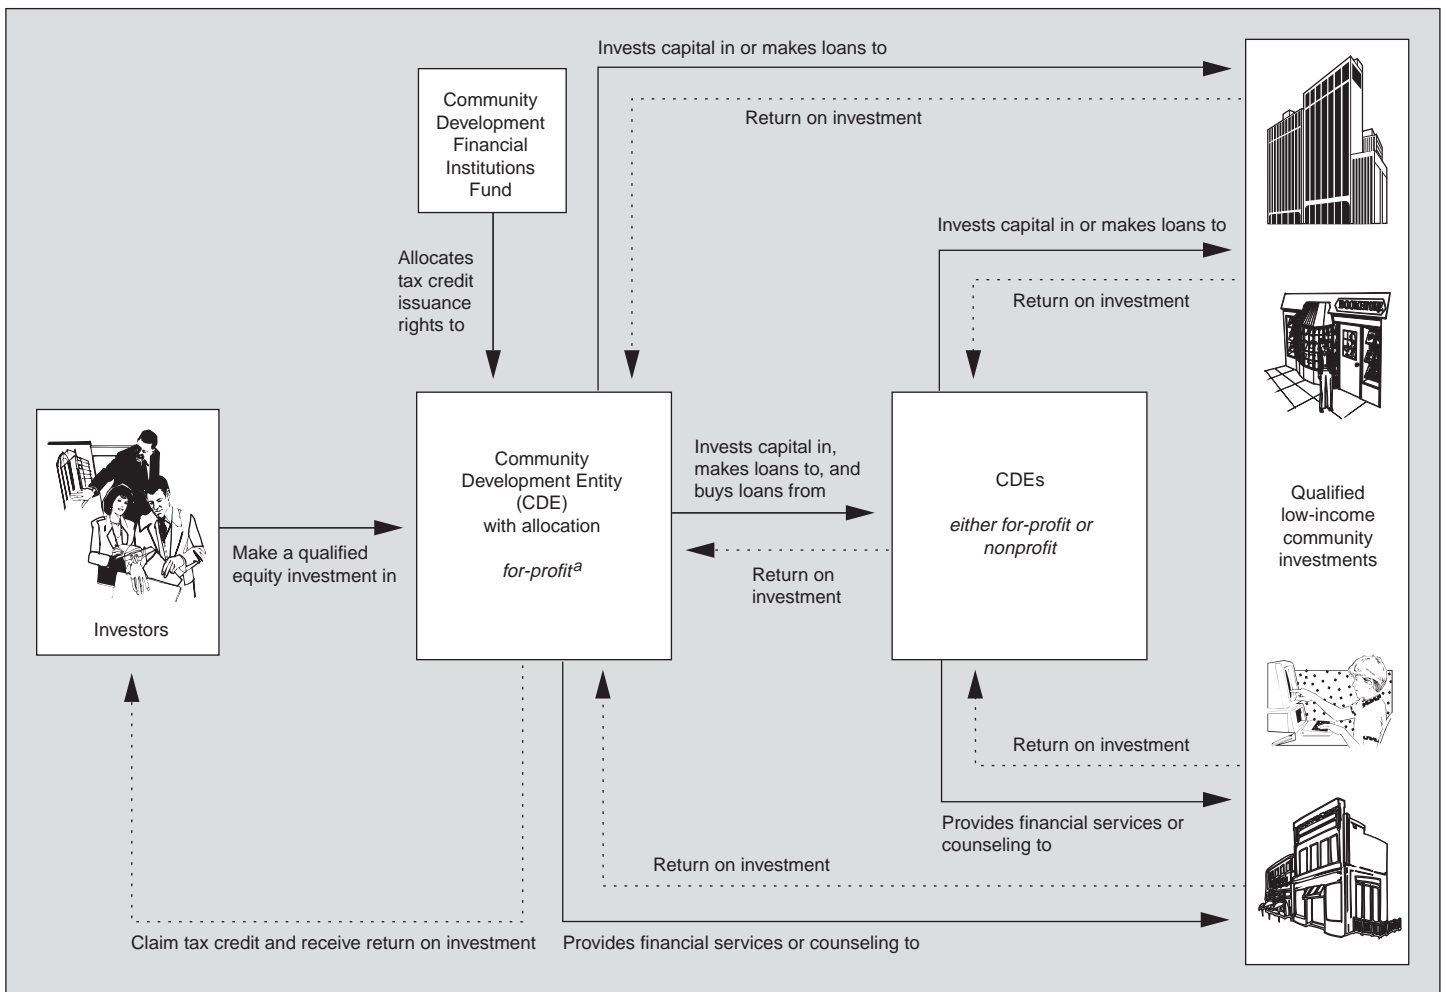 Invests capital in or makes loans to
Community
Development
Financial
Institutions
Fund
Return on investment
Invests capital in or makes loans to
Allocates
tax credit
issuance
rights to
Return on investment
BOOKSTORE
Investors
Make a qualified
equity investment in
Community
Development Entity
(CDE)
with allocation
for-profitᵃ
Invests capital in,
makes loans to, and
buys loans from
Return on
investment
CDEs
either for-profit or
nonprofit
Qualified
low-income
community
investments
Return on investment
Provides financial services or
counseling to
Return on investment
Claim tax credit and receive return on investment
Provides financial services or counseling to